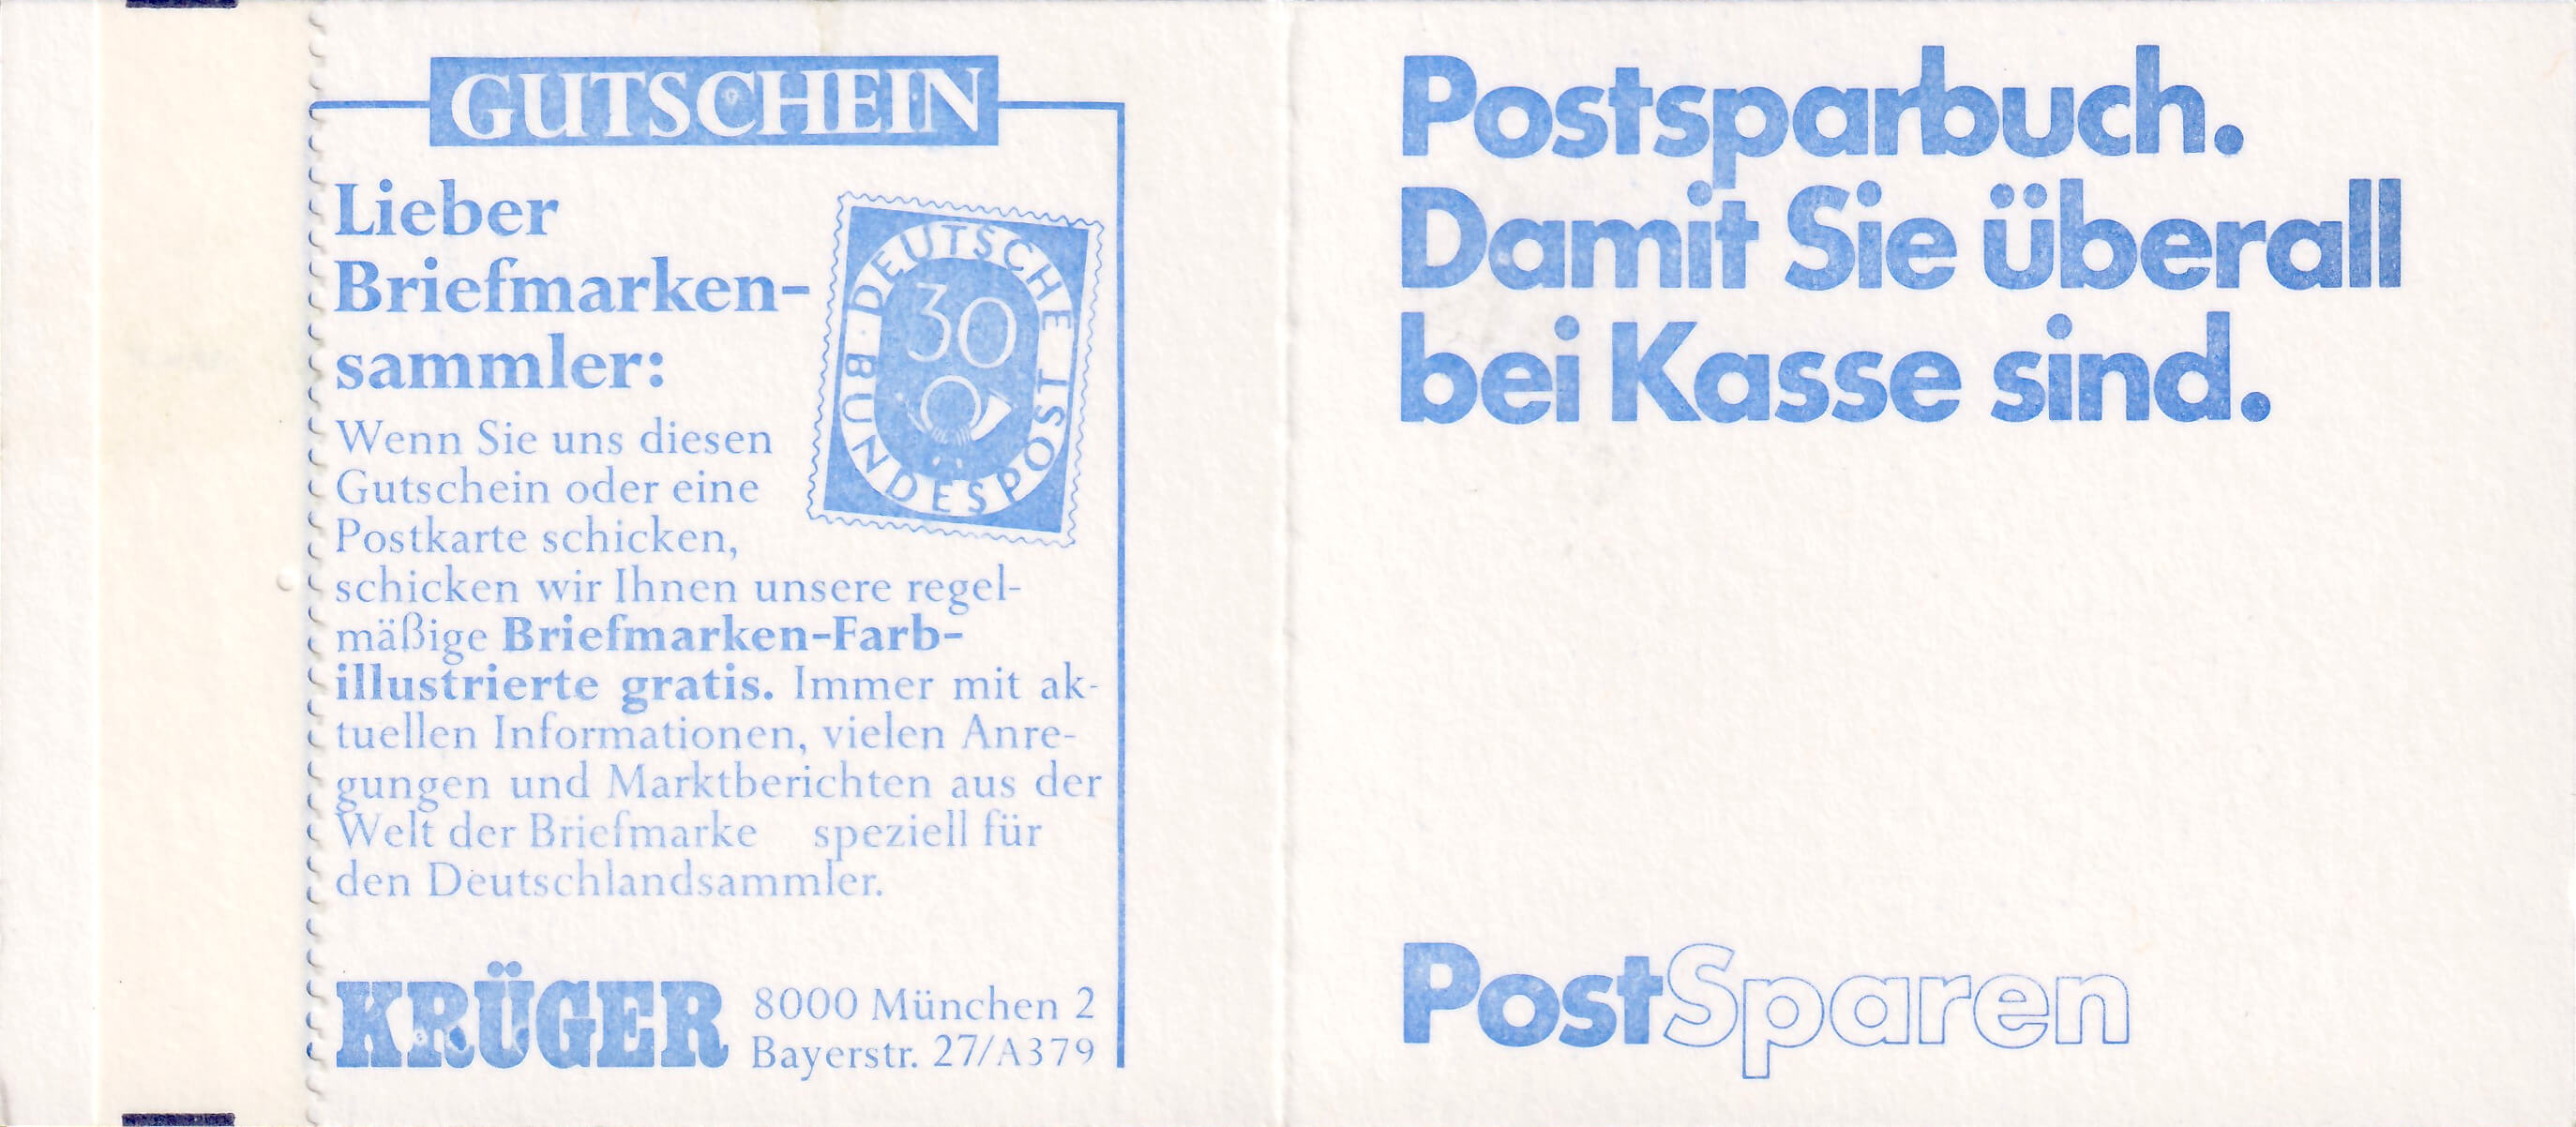 GUTSCHEIN
Lieber
Briefmarken-
sammler:
DEUTSCHE BUNDESPOST
30
Wenn Sie uns diesen
Gutschein oder eine
Postkarte schicken,
schicken wir Ihnen unsere regel-
mäßige Briefmarken-Farb-
illustrierte gratis. Immer mit ak-
tuellen Informationen, vielen Anre-
gungen und Marktberichten aus der
Welt der Briefmarke speziell für
den Deutschlandsammler.
KRÜGER
8000 München 2
Bayerstr. 27/A379
Postsparbuch.
Damit Sie überall
bei Kasse sind.
PostSparen